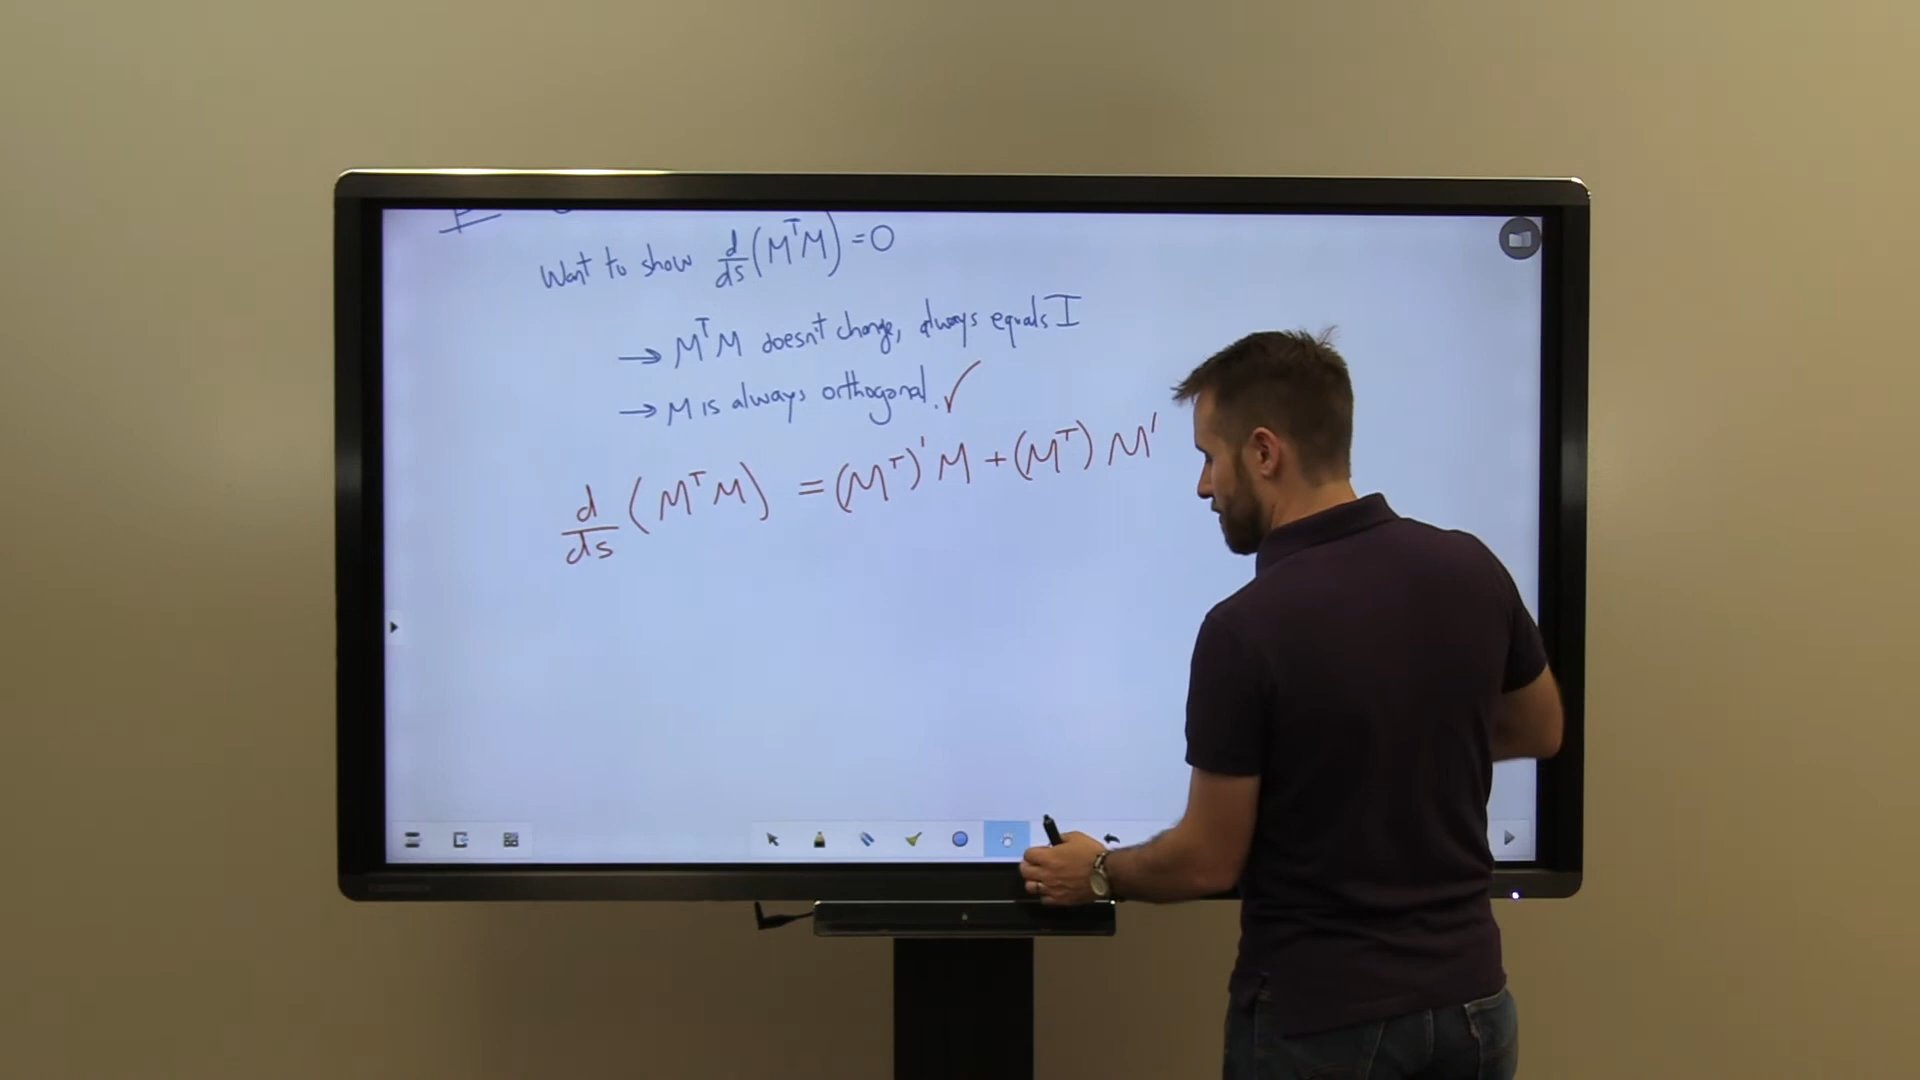 Want to show d/ds (MᵀM) = 0
→ MᵀM doesn't change, always equals I
→ M is always orthogonal. ✓
d/ds (MᵀM) = (Mᵀ)' M + (Mᵀ) M'